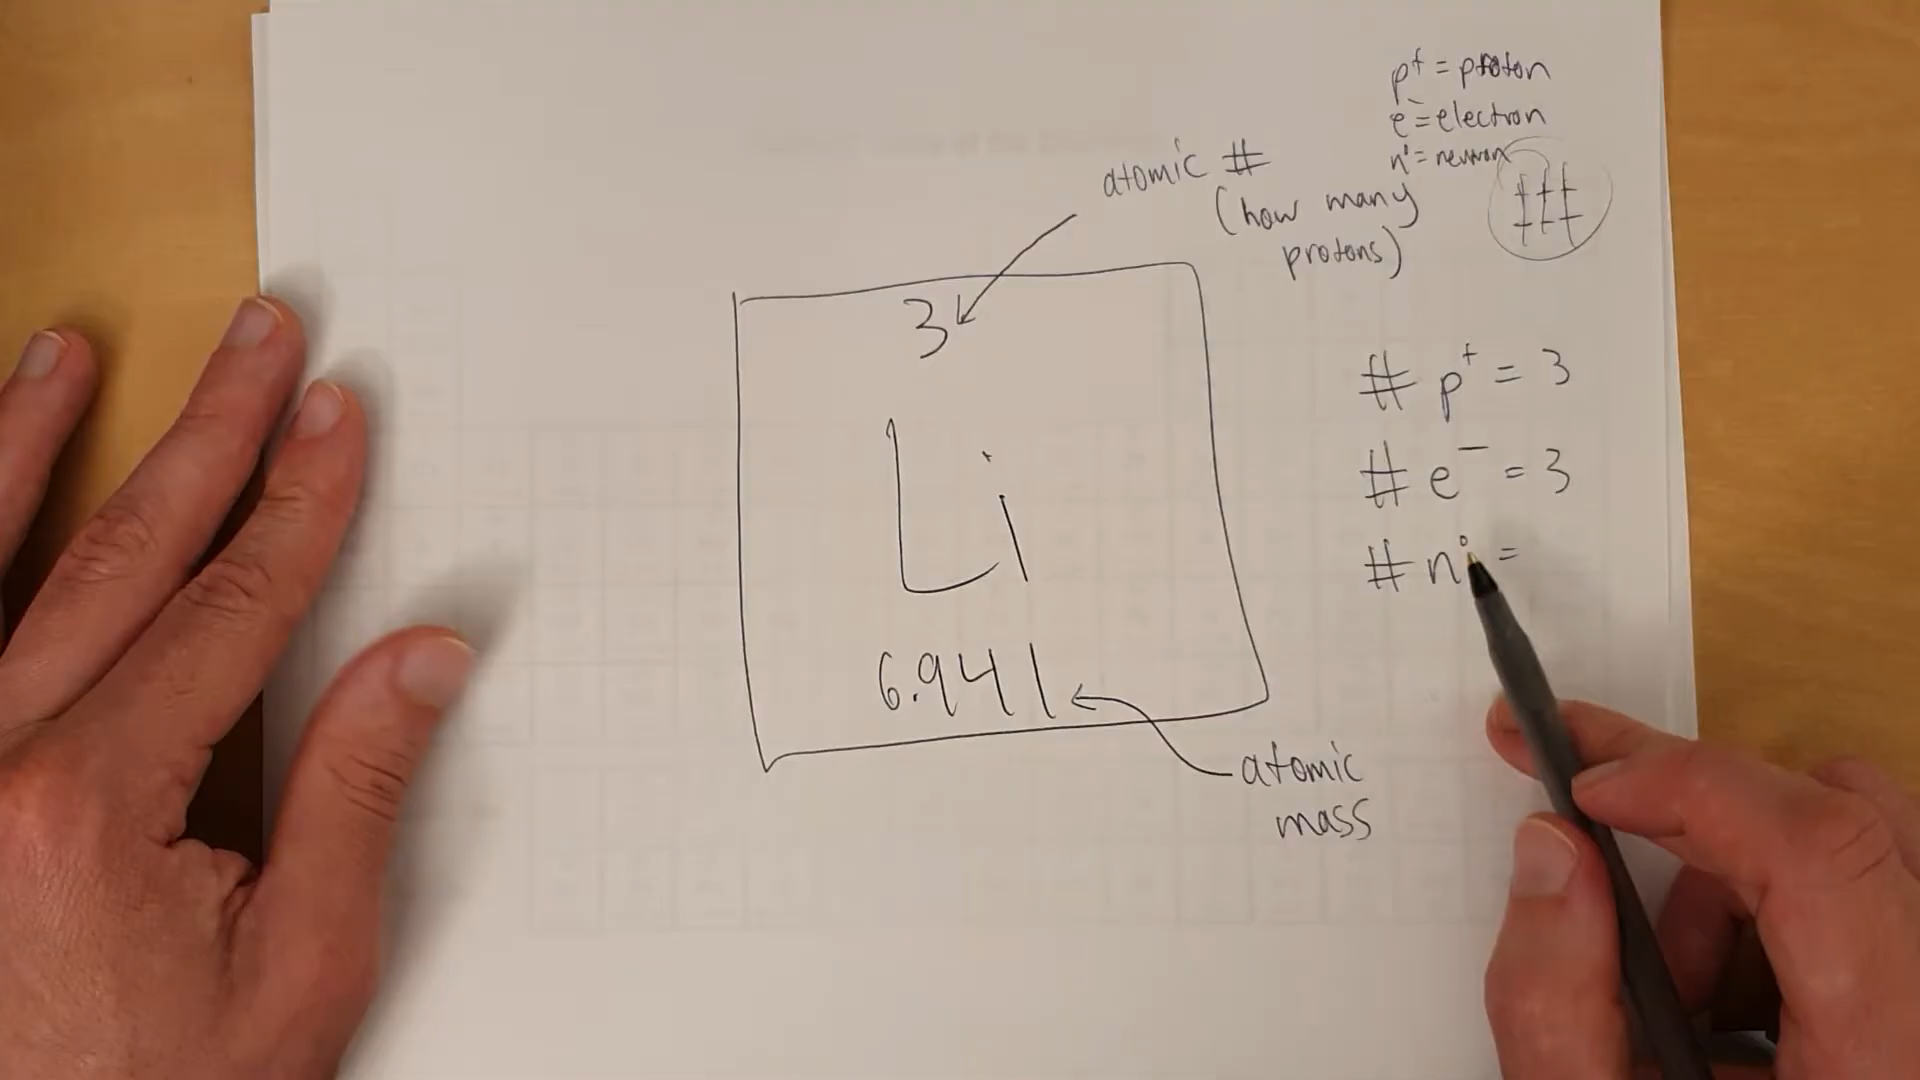 p+ = proton
e- = electron
n° = neutron
atomic #
(how many
protons)
3
Li
6.941
atomic
mass
# p+ = 3
# e- = 3
# n° =